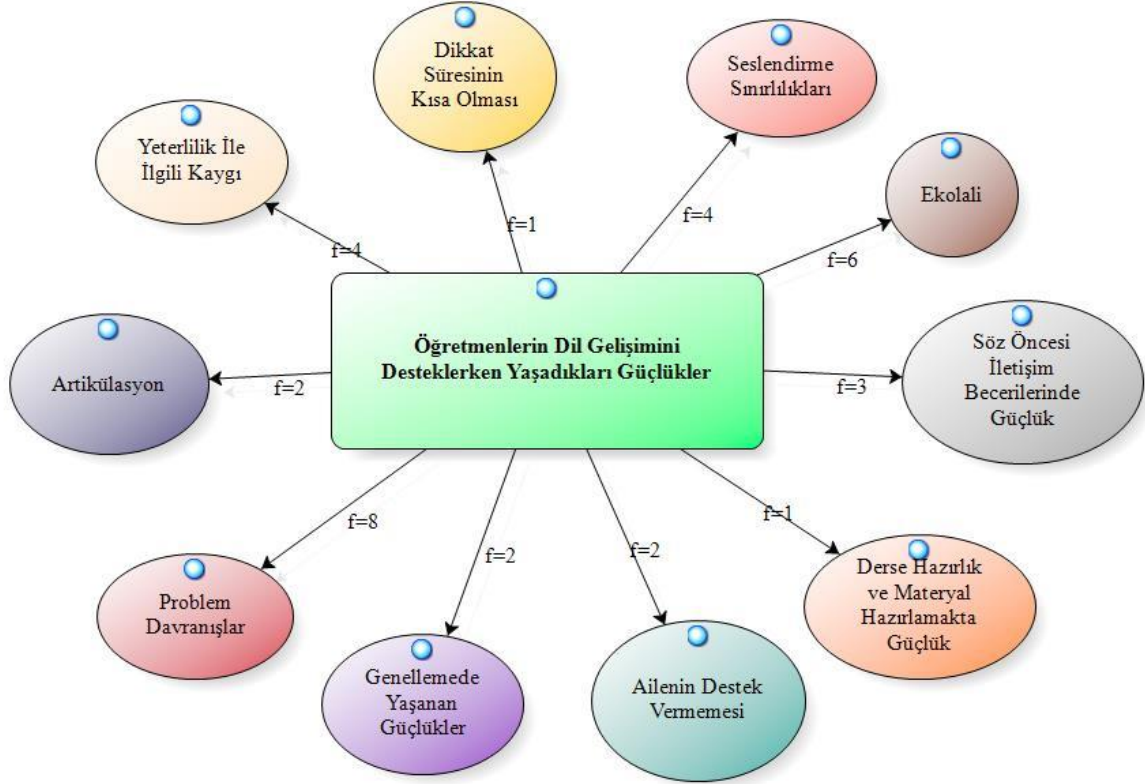 Dikkat
Süresinin
Kısa Olması
Seslendirme
Sınırlılıkları
Yeterlilik İle
İlgili Kaygı
Ekolali
f=1
f=4
f=4
f=6
Öğretmenlerin Dil Gelişimini
Desteklerken Yaşadıkları Güçlükler
Söz Öncesi
İletişim
Becerilerinde
Güçlük
Artikülasyon
f=2
f=3
f=8
f=2
f=2
f=1
Problem
Davranışlar
Genellemede
Yaşanan
Güçlükler
Ailenin Destek
Vermemesi
Derse Hazırlık
ve Materyal
Hazırlamakta
Güçlük